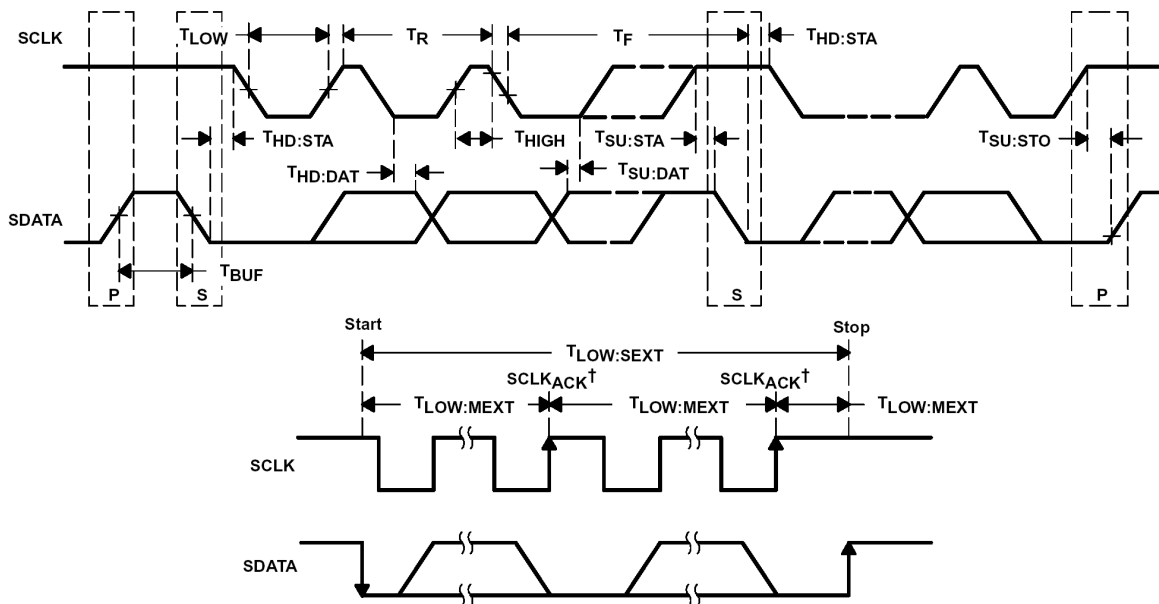 SCLK TLOW TR TF THD:STA
THD:STA THIGH TSU:STA TSU:STO
THD:DAT TSU:DAT
SDATA
TBUF
P S S P
Start Stop
TLOW:SEXT
SCLKACK† SCLKACK†
TLOW:MEXT TLOW:MEXT TLOW:MEXT
SCLK
SDATA